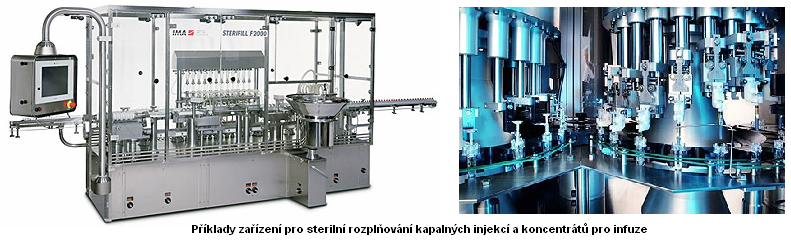 IMA STERIFILL F2000
Příklady zařízení pro sterilní rozplňování kapalných injekcí a koncentrátů pro infuze